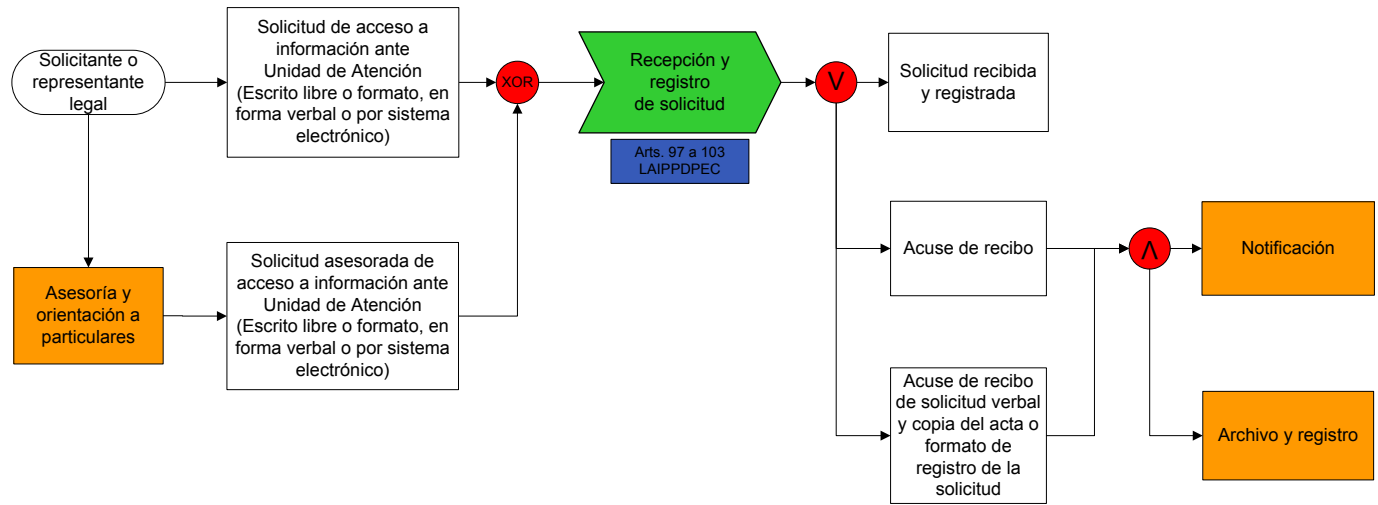 Solicitante o
representante
legal
Solicitud de acceso a
información ante
Unidad de Atención
(Escrito libre o formato, en
forma verbal o por sistema
electrónico)
XOR
Recepción y
registro
de solicitud
Arts. 97 a 103
LAIPPDPEC
V
Solicitud recibida
y registrada
Asesoría y
orientación a
particulares
Solicitud asesorada de
acceso a información ante
Unidad de Atención
(Escrito libre o formato, en
forma verbal o por sistema
electrónico)
Acuse de recibo
Λ
Notificación
Acuse de recibo
de solicitud verbal
y copia del acta o
formato de
registro de la
solicitud
Archivo y registro